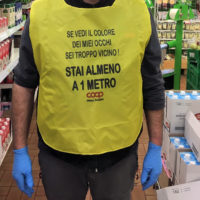 SE VEDI IL COLORE
DEI MIEI OCCHI,
SEI TROPPO VICINO!
STAI ALMENO
A 1 METRO
coop